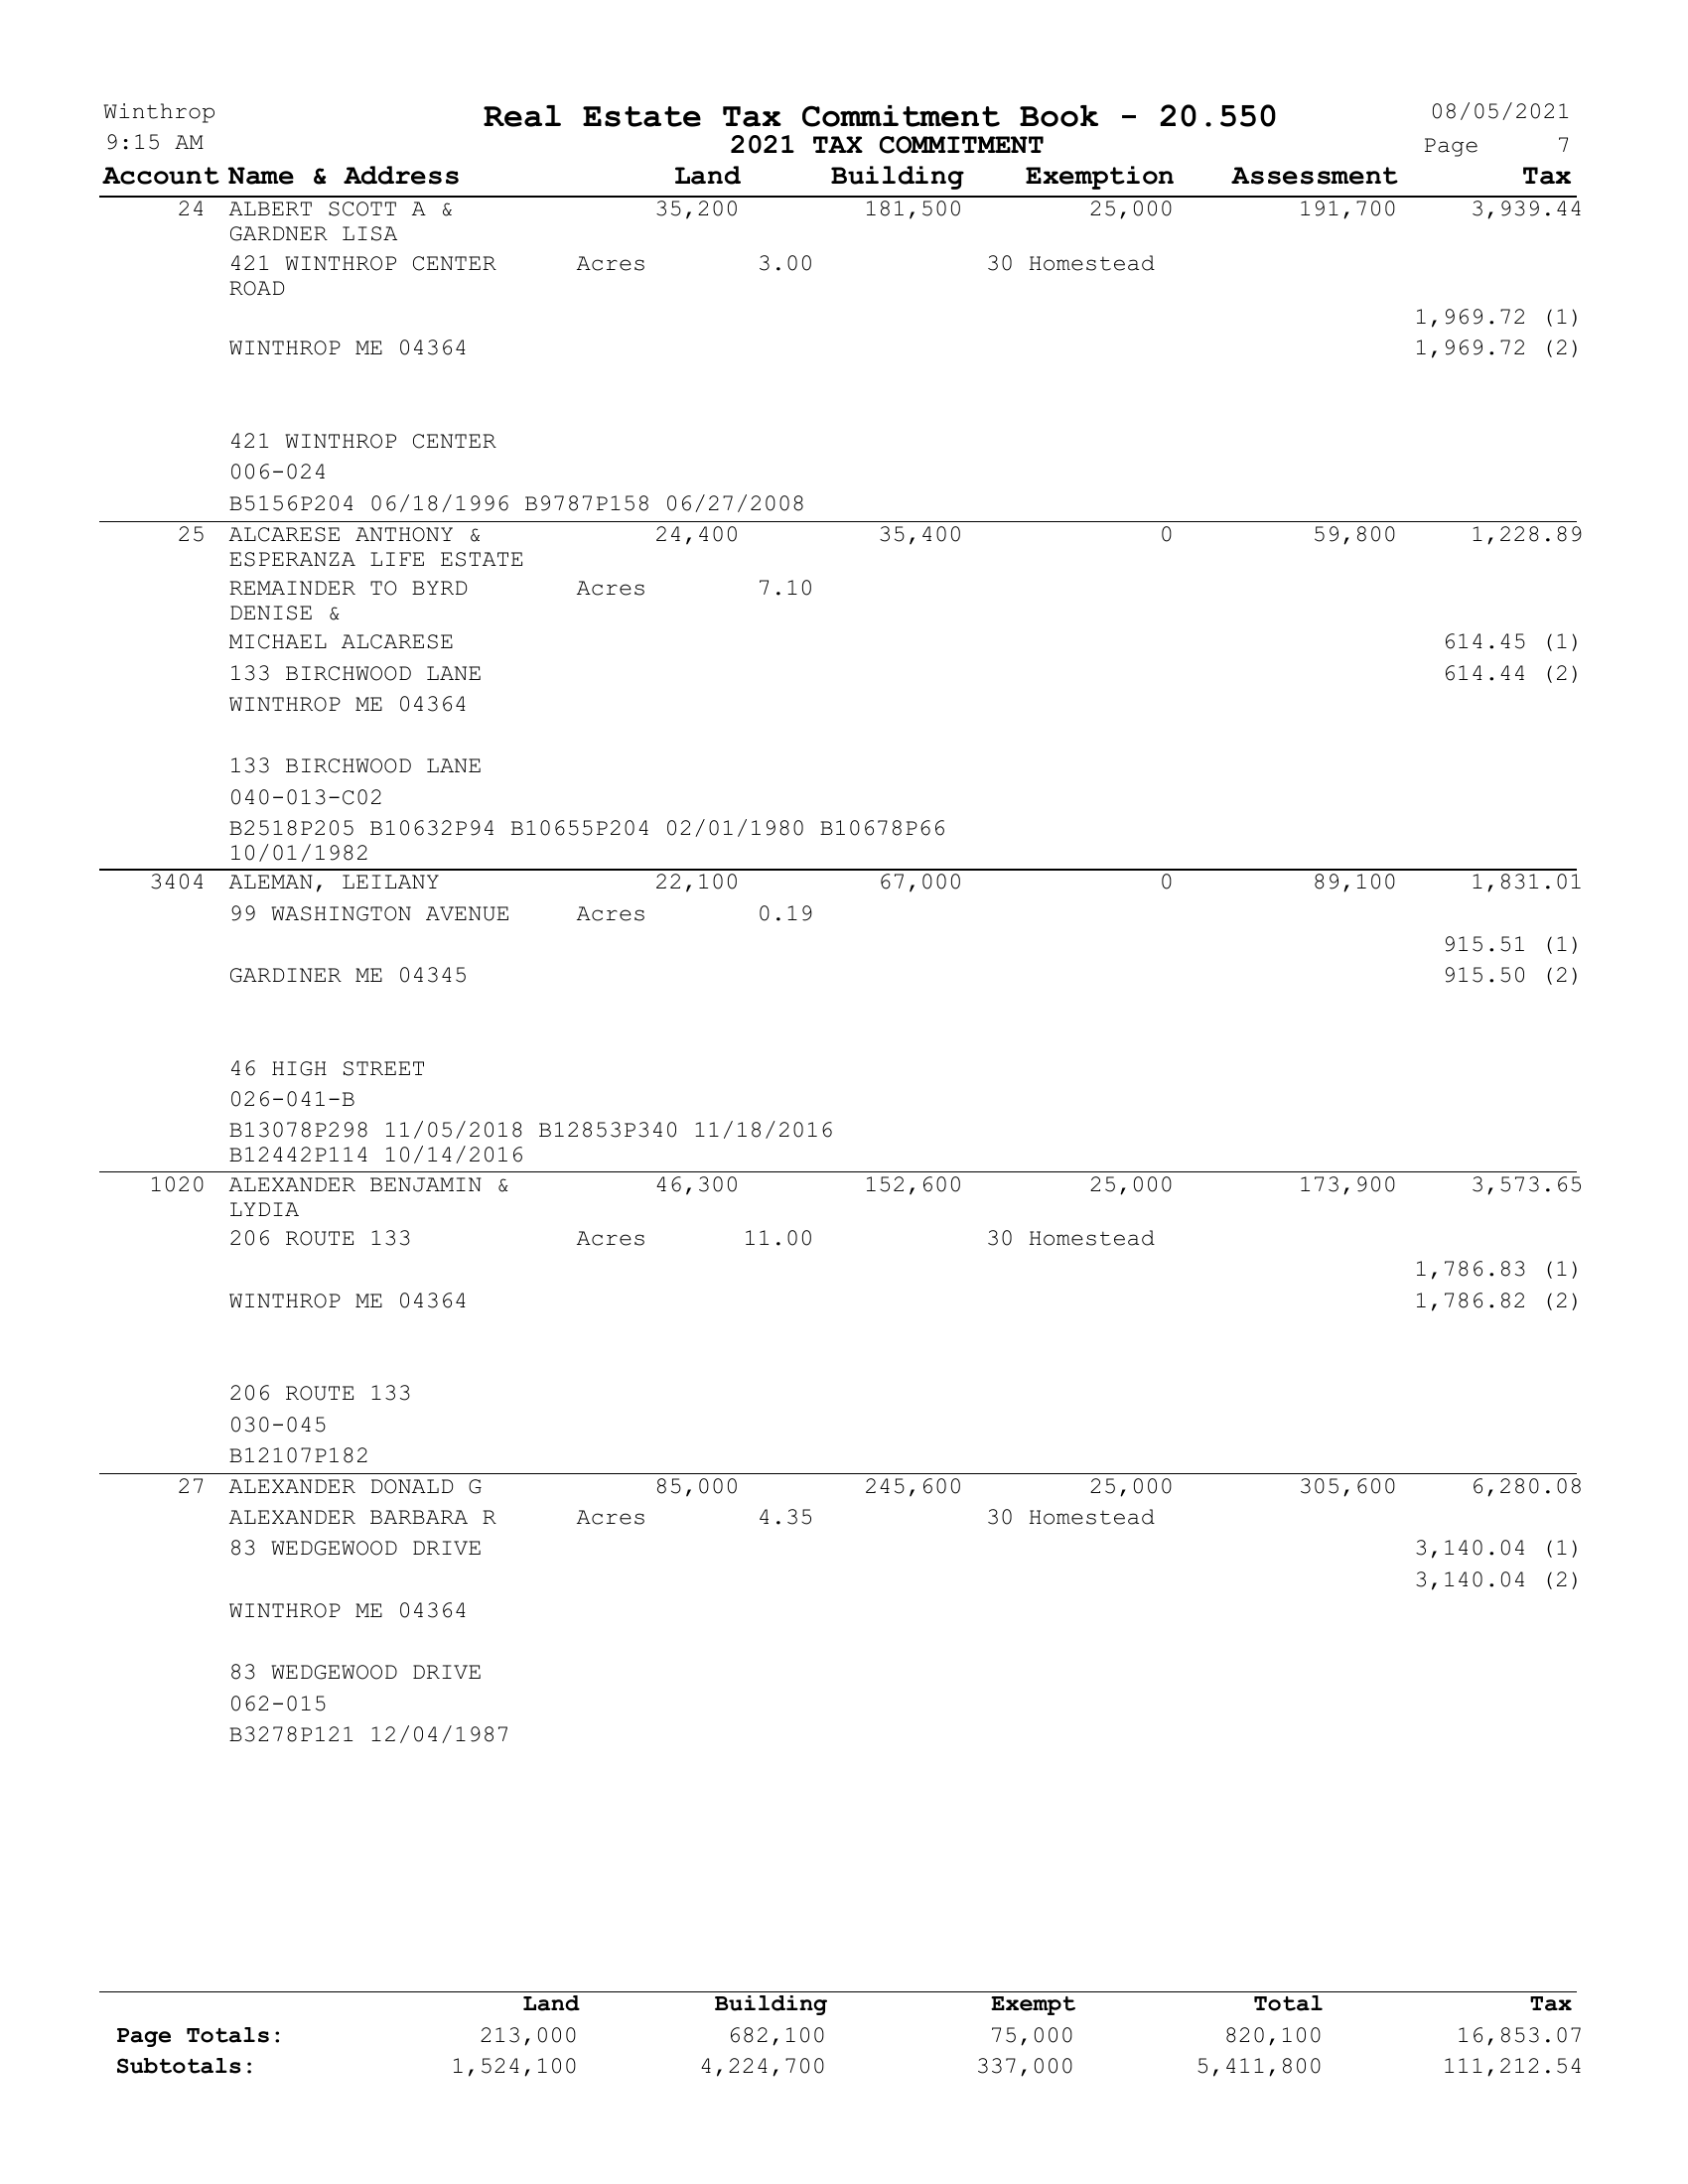 Winthrop Real Estate Tax Commitment Book - 20.550 08/05/2021
9:15 AM 2021 TAX COMMITMENT Page 7
Account Name & Address Land Building Exemption Assessment Tax
24 ALBERT SCOTT A & 35,200 181,500 25,000 191,700 3,939.44
GARDNER LISA
421 WINTHROP CENTER Acres 3.00 30 Homestead
ROAD
1,969.72 (1)
WINTHROP ME 04364 1,969.72 (2)
421 WINTHROP CENTER
006-024
B5156P204 06/18/1996 B9787P158 06/27/2008
25 ALCARESE ANTHONY & 24,400 35,400 0 59,800 1,228.89
ESPERANZA LIFE ESTATE
REMAINDER TO BYRD Acres 7.10
DENISE &
MICHAEL ALCARESE 614.45 (1)
133 BIRCHWOOD LANE 614.44 (2)
WINTHROP ME 04364
133 BIRCHWOOD LANE
040-013-C02
B2518P205 B10632P94 B10655P204 02/01/1980 B10678P66
10/01/1982
3404 ALEMAN, LEILANY 22,100 67,000 0 89,100 1,831.01
99 WASHINGTON AVENUE Acres 0.19
915.51 (1)
GARDINER ME 04345 915.50 (2)
46 HIGH STREET
026-041-B
B13078P298 11/05/2018 B12853P340 11/18/2016
B12442P114 10/14/2016
1020 ALEXANDER BENJAMIN & 46,300 152,600 25,000 173,900 3,573.65
LYDIA
206 ROUTE 133 Acres 11.00 30 Homestead
1,786.83 (1)
WINTHROP ME 04364 1,786.82 (2)
206 ROUTE 133
030-045
B12107P182
27 ALEXANDER DONALD G 85,000 245,600 25,000 305,600 6,280.08
ALEXANDER BARBARA R Acres 4.35 30 Homestead
83 WEDGEWOOD DRIVE 3,140.04 (1)
3,140.04 (2)
WINTHROP ME 04364
83 WEDGEWOOD DRIVE
062-015
B3278P121 12/04/1987
Land Building Exempt Total Tax
Page Totals: 213,000 682,100 75,000 820,100 16,853.07
Subtotals: 1,524,100 4,224,700 337,000 5,411,800 111,212.54